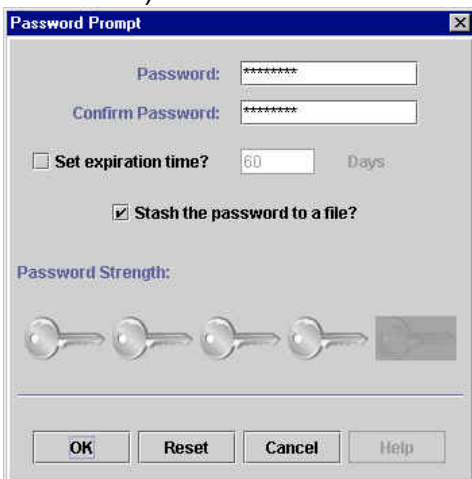 Password Prompt
Password: ********
Confirm Password: ********
Set expiration time? 60 Days
Stash the password to a file?
Password Strength:
OK Reset Cancel Help